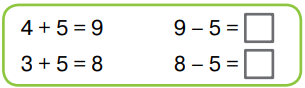 4 + 5 = 9 9 – 5 =
3 + 5 = 8 8 – 5 =